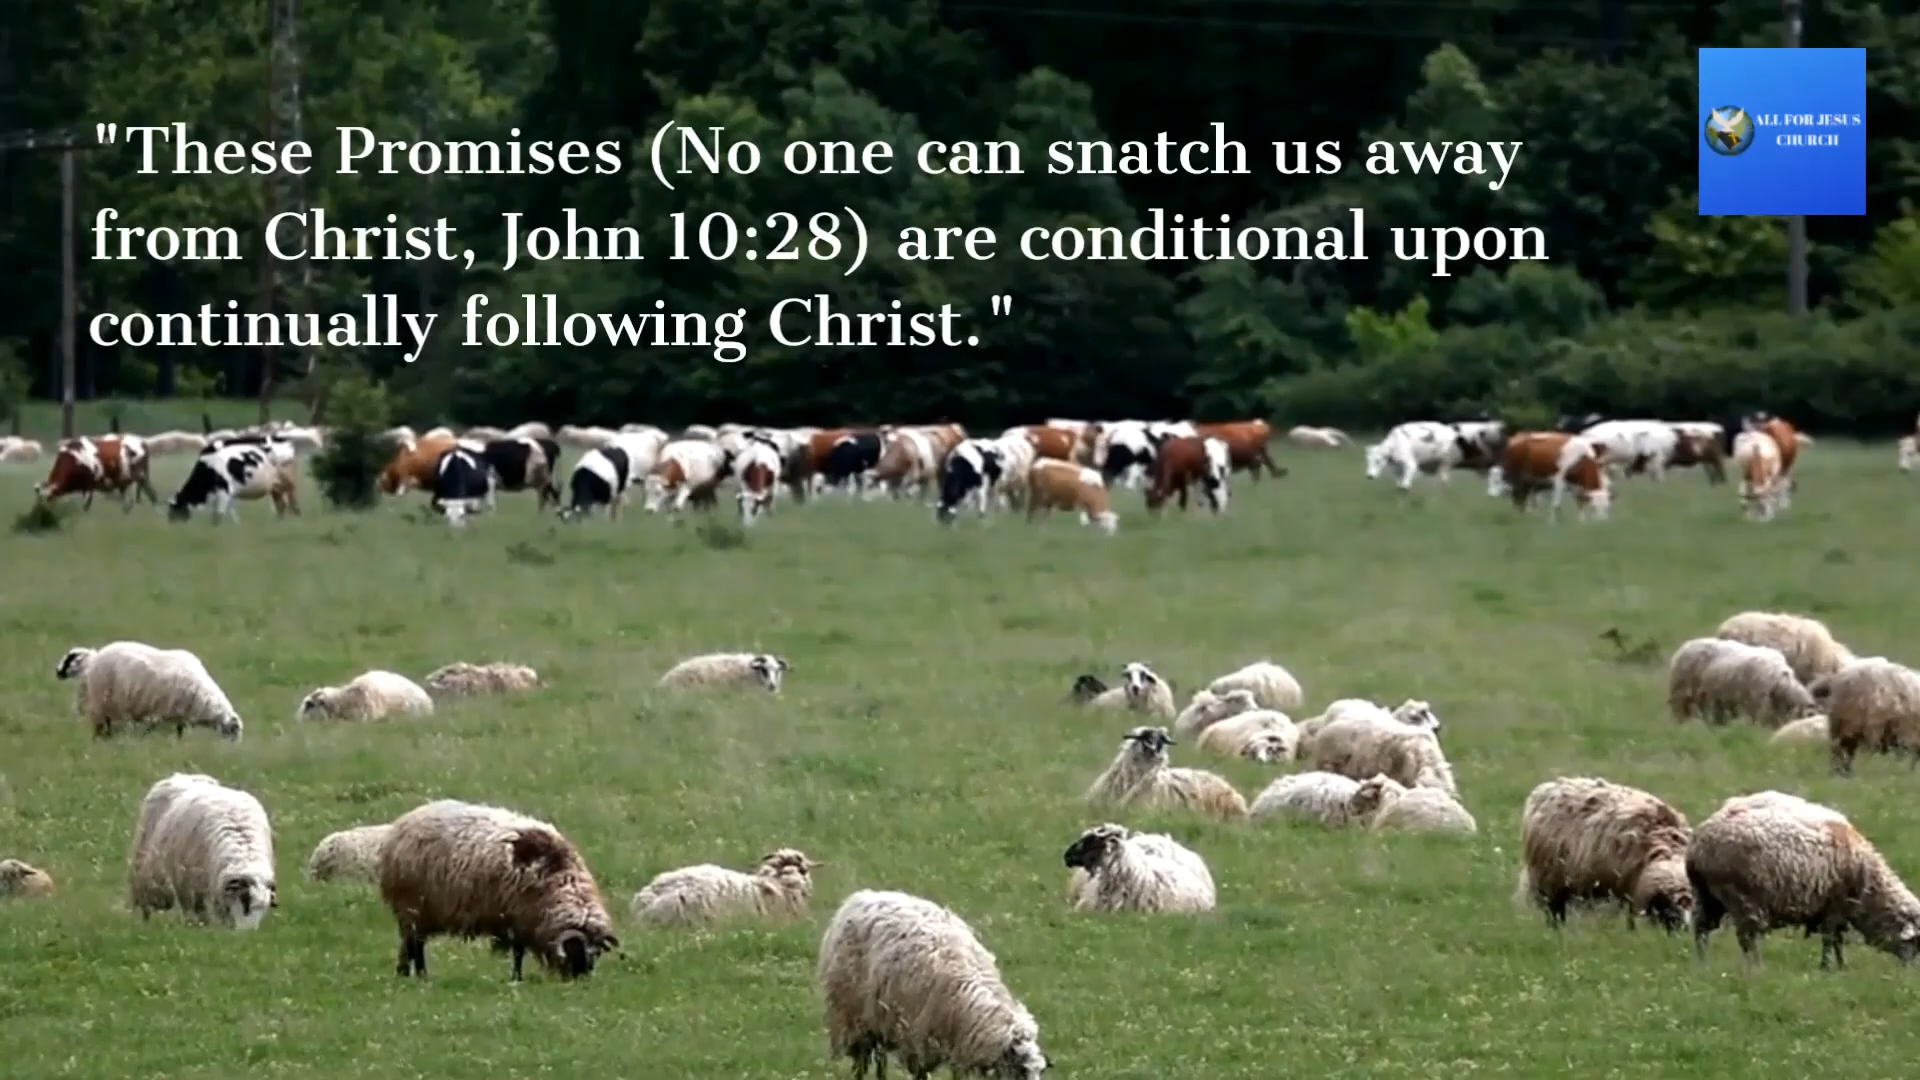 "These Promises (No one can snatch us away
from Christ, John 10:28) are conditional upon
continually following Christ."
ALL FOR JESUS
CHURCH